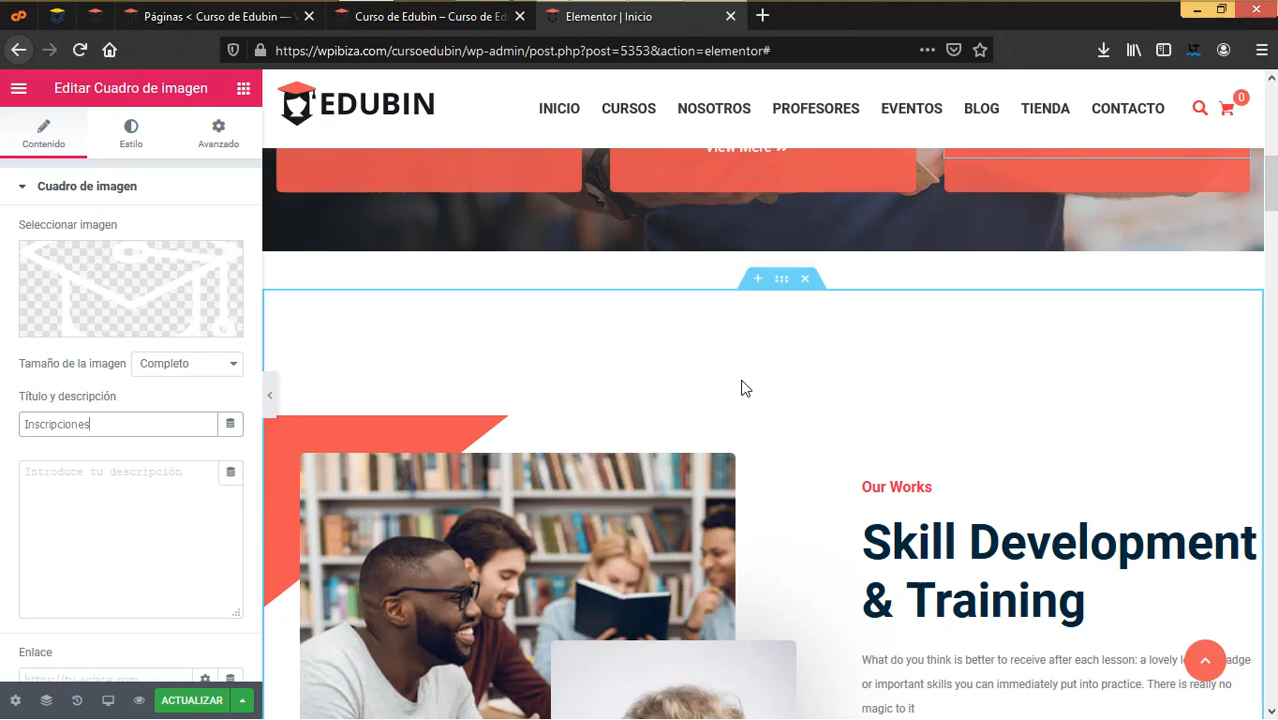 Páginas < Curso de Edubin —
Curso de Edubin – Curso de Ed
Elementor | Inicio
https://wpibiza.com/cursoedubin/wp-admin/post.php?post=5353&action=elementor#
Editar Cuadro de imagen
Contenido
Estilo
Avanzado
Cuadro de imagen
Seleccionar imagen
Tamaño de la imagen
Completo
Título y descripción
Inscripciones
Introduce tu descripción
Enlace
https://tu-enlace.com
ACTUALIZAR
EDUBIN
INICIO
CURSOS
NOSOTROS
PROFESORES
EVENTOS
BLOG
TIENDA
CONTACTO
0
View More
Our Works
Skill Development
& Training
What do you think is better to receive after each lesson: a lovely
or important skills you can immediately put into practice. There is really no
magic to it